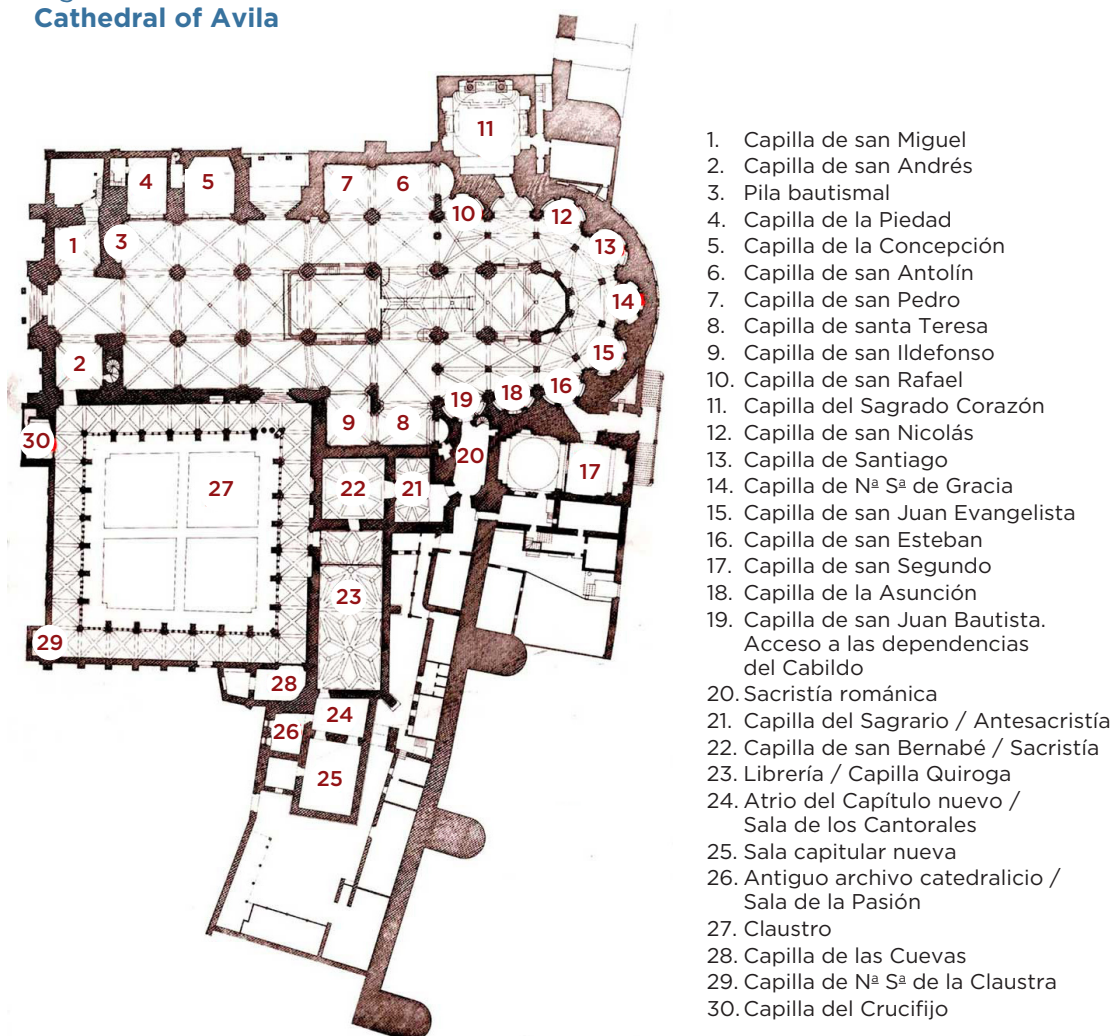 Cathedral of Avila
11
4
5
7
6
10
12
1
3
13
14
2
15
16
18
19
9
8
30
20
17
27
22
21
23
29
28
24
26
25
1. Capilla de san Miguel
2. Capilla de san Andrés
3. Pila bautismal
4. Capilla de la Piedad
5. Capilla de la Concepción
6. Capilla de san Antolín
7. Capilla de san Pedro
8. Capilla de santa Teresa
9. Capilla de san Ildefonso
10. Capilla de san Rafael
11. Capilla del Sagrado Corazón
12. Capilla de san Nicolás
13. Capilla de Santiago
14. Capilla de Nª Sª de Gracia
15. Capilla de san Juan Evangelista
16. Capilla de san Esteban
17. Capilla de san Segundo
18. Capilla de la Asunción
19. Capilla de san Juan Bautista.
Acceso a las dependencias
del Cabildo
20. Sacristía románica
21. Capilla del Sagrario / Antesacristía
22. Capilla de san Bernabé / Sacristía
23. Librería / Capilla Quiroga
24. Atrio del Capítulo nuevo /
Sala de los Cantorales
25. Sala capitular nueva
26. Antiguo archivo catedralicio /
Sala de la Pasión
27. Claustro
28. Capilla de las Cuevas
29. Capilla de Nª Sª de la Claustra
30. Capilla del Crucifijo